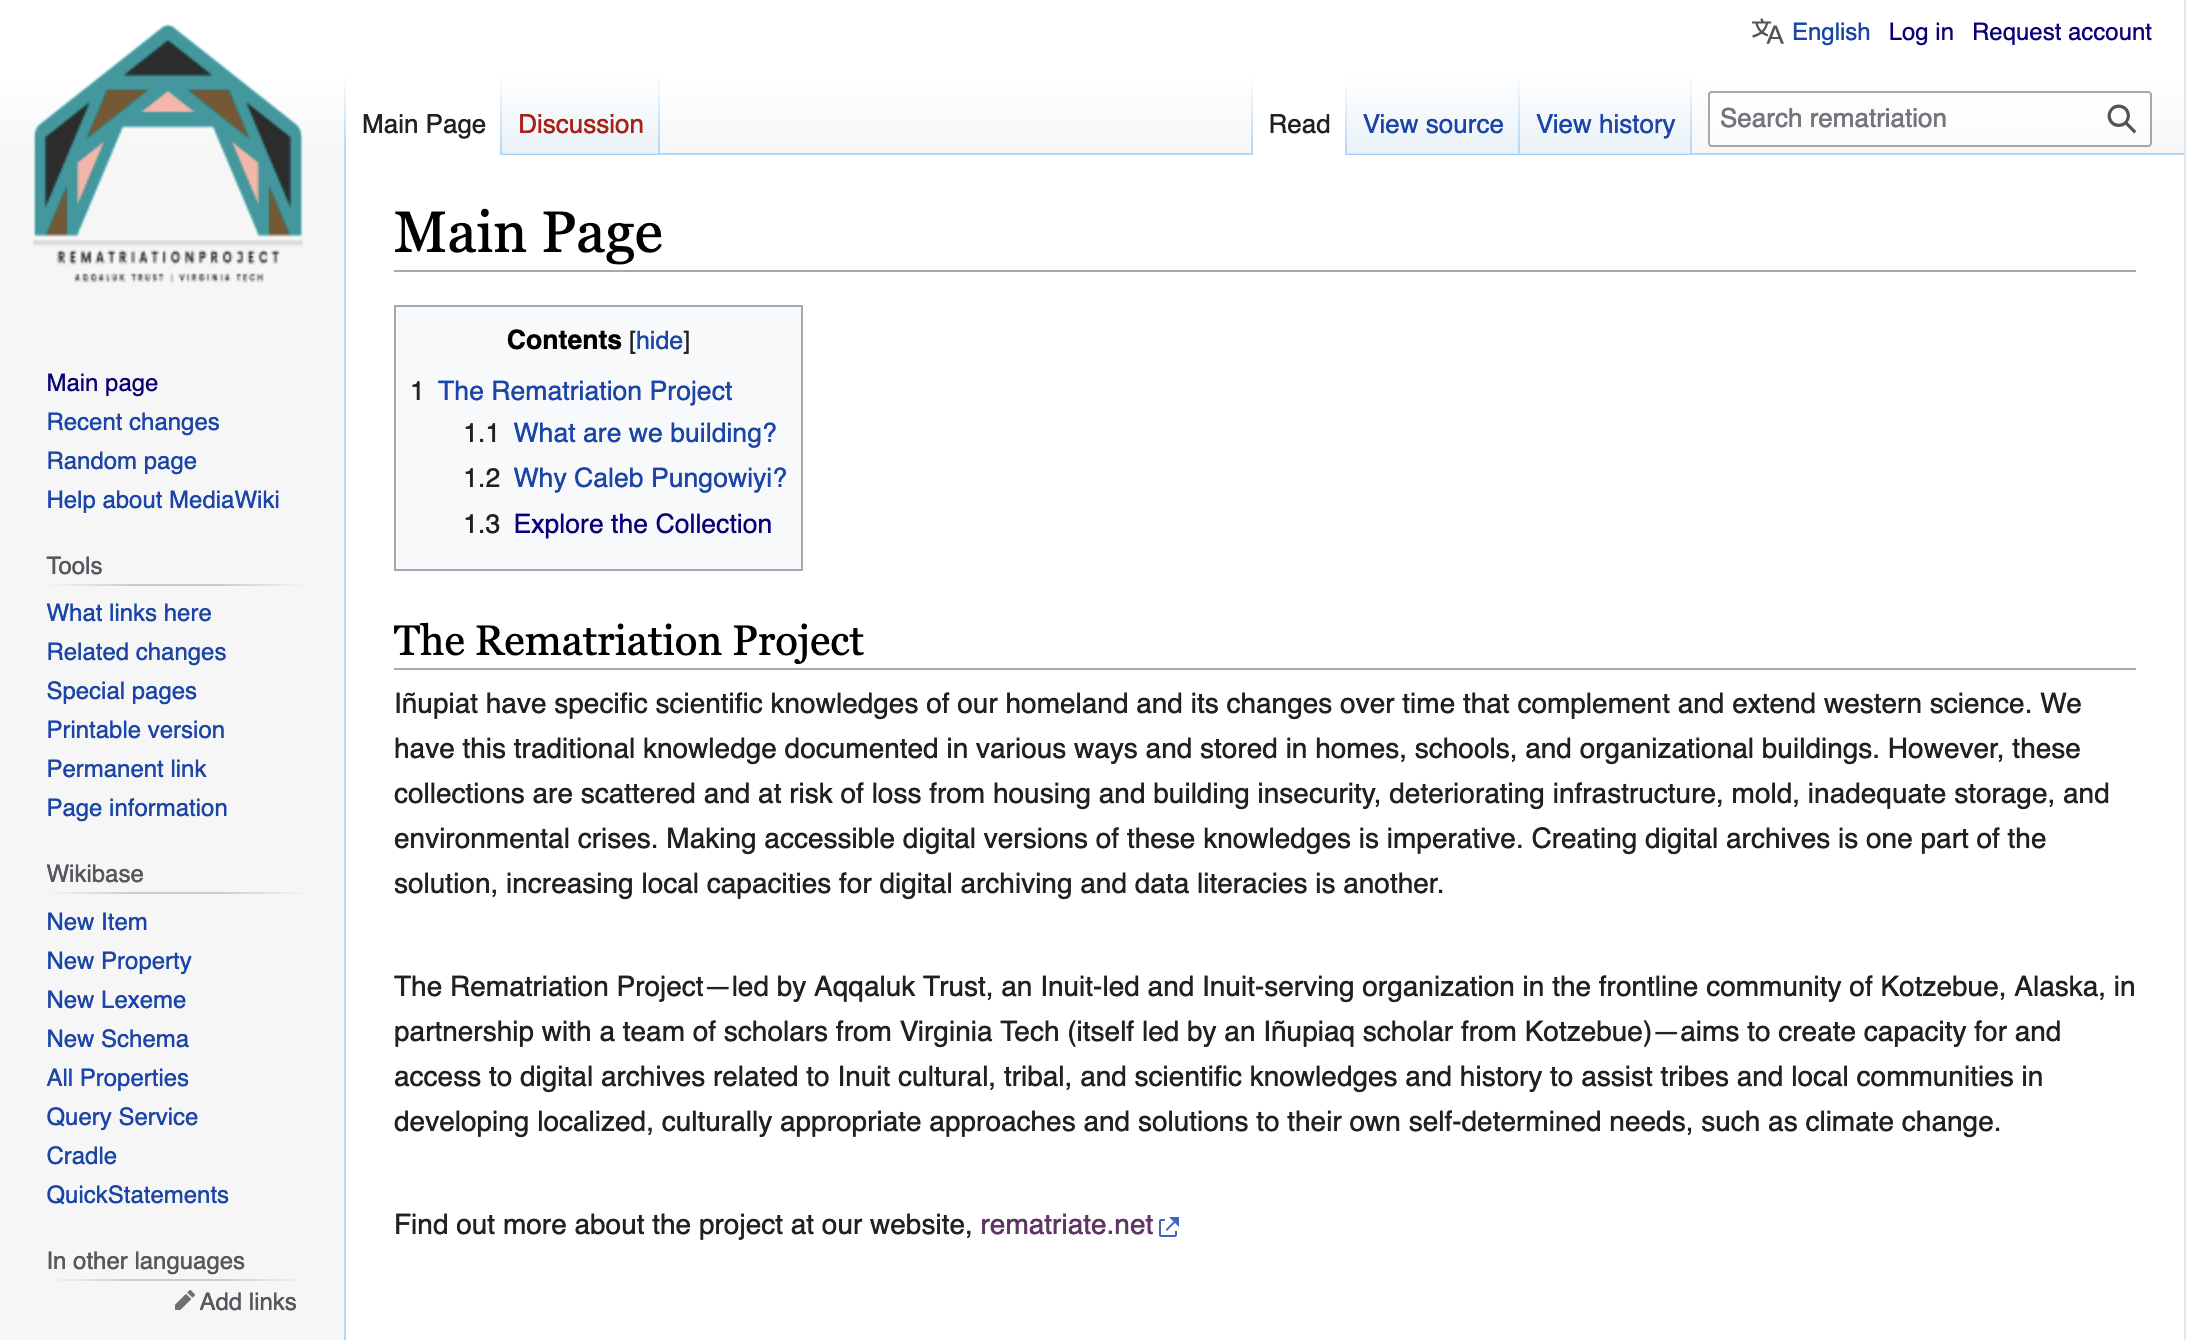 REMATRIATIONPROJECT
AQQALUK TRUST | VIRGINIA TECH
Main page
Recent changes
Random page
Help about MediaWiki
Tools
What links here
Related changes
Special pages
Printable version
Permanent link
Page information
Wikibase
New Item
New Property
New Lexeme
New Schema
All Properties
Query Service
Cradle
QuickStatements
In other languages
Add links
English Log in Request account
Main Page Discussion Read View source View history Search rematriation
Main Page
Contents [hide]
1 The Rematriation Project
1.1 What are we building?
1.2 Why Caleb Pungowiyi?
1.3 Explore the Collection
The Rematriation Project
Iñupiat have specific scientific knowledges of our homeland and its changes over time that complement and extend western science. We
have this traditional knowledge documented in various ways and stored in homes, schools, and organizational buildings. However, these
collections are scattered and at risk of loss from housing and building insecurity, deteriorating infrastructure, mold, inadequate storage, and
environmental crises. Making accessible digital versions of these knowledges is imperative. Creating digital archives is one part of the
solution, increasing local capacities for digital archiving and data literacies is another.
The Rematriation Project—led by Aqqaluk Trust, an Inuit-led and Inuit-serving organization in the frontline community of Kotzebue, Alaska, in
partnership with a team of scholars from Virginia Tech (itself led by an Iñupiaq scholar from Kotzebue)—aims to create capacity for and
access to digital archives related to Inuit cultural, tribal, and scientific knowledges and history to assist tribes and local communities in
developing localized, culturally appropriate approaches and solutions to their own self-determined needs, such as climate change.
Find out more about the project at our website, rematriate.net